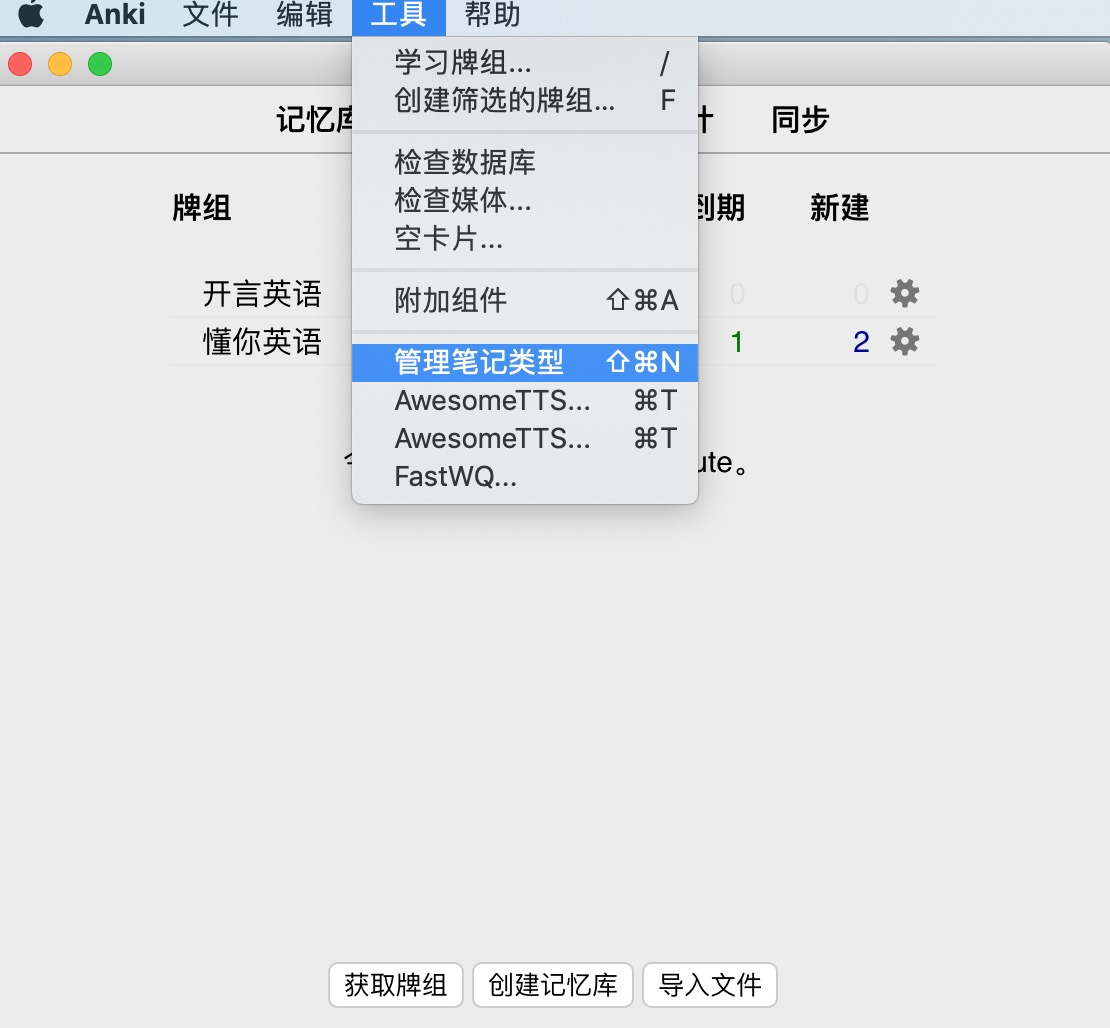 Anki 文件 编辑 工具 帮助
学习牌组... /
创建筛选的牌组... F
记忆库 同步
检查数据库
检查媒体...
空卡片...
牌组 到期 新建
附加组件 ⇧⌘A
开言英语 0 0
管理笔记类型 ⇧⌘N
懂你英语 1 2
AwesomeTTS... ⌘T
AwesomeTTS... ⌘T
FastWQ...
ute。
获取牌组 创建记忆库 导入文件